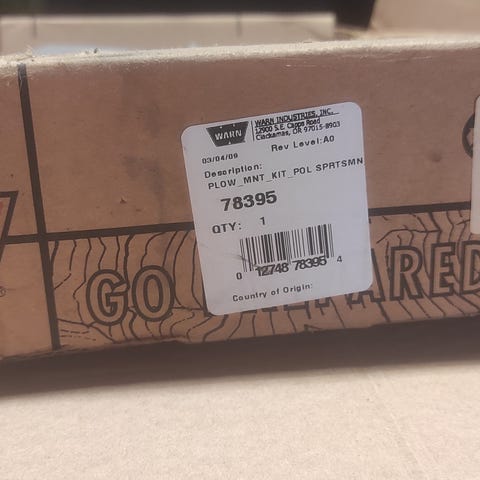 WARN
WARN INDUSTRIES, INC.
12900 S.E. Capps Road
Clackamas, OR 97015-8903
03/04/09 Rev Level: A0
Description:
PLOW_MNT_KIT_POL SPRTSMN
78395
QTY: 1
0 12748 78395 4
Country of Origin:
GO PREPARED